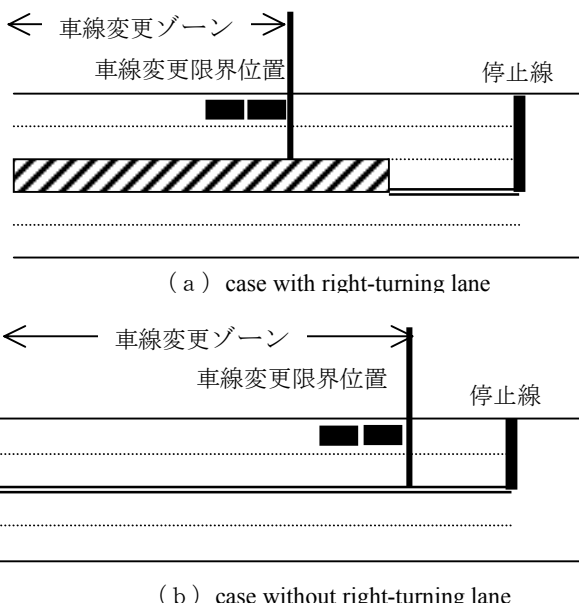 車線変更ゾーン
車線変更限界位置
停止線
（a）case with right-turning lane
車線変更ゾーン
車線変更限界位置
停止線
（b）case without right-turning lane